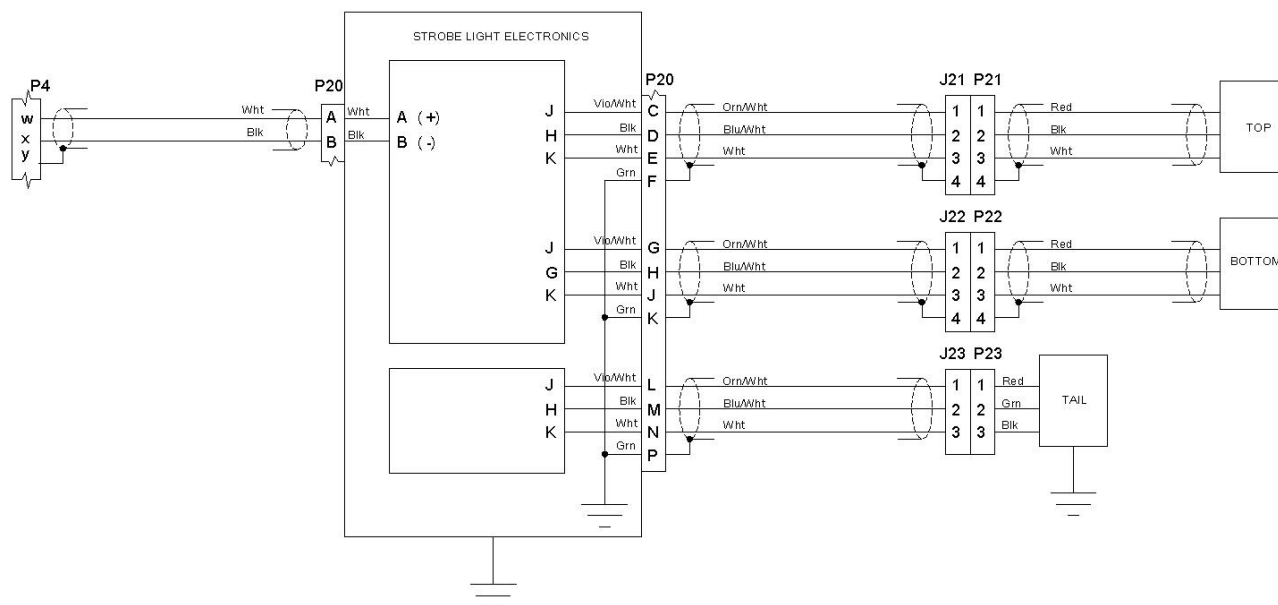 STROBE LIGHT ELECTRONICS
P4 P20 P20 J21 P21
w Wht A Wht A (+) J Vio/Wht C Orn/Wht 1 1 Red
x Blk B Blk B (-) H Blk D Blu/Wht 2 2 Blk TOP
y K Wht E Wht 3 3 Wht
Grn F 4 4
J22 P22
J Vio/Wht G Orn/Wht 1 1 Red
G Blk H Blu/Wht 2 2 Blk BOTTOM
K Wht J Wht 3 3 Wht
Grn K 4 4
J23 P23
J Vio/Wht L Orn/Wht 1 1 Red
H Blk M Blu/Wht 2 2 Grn TAIL
K Wht N Wht 3 3 Blk
Grn P